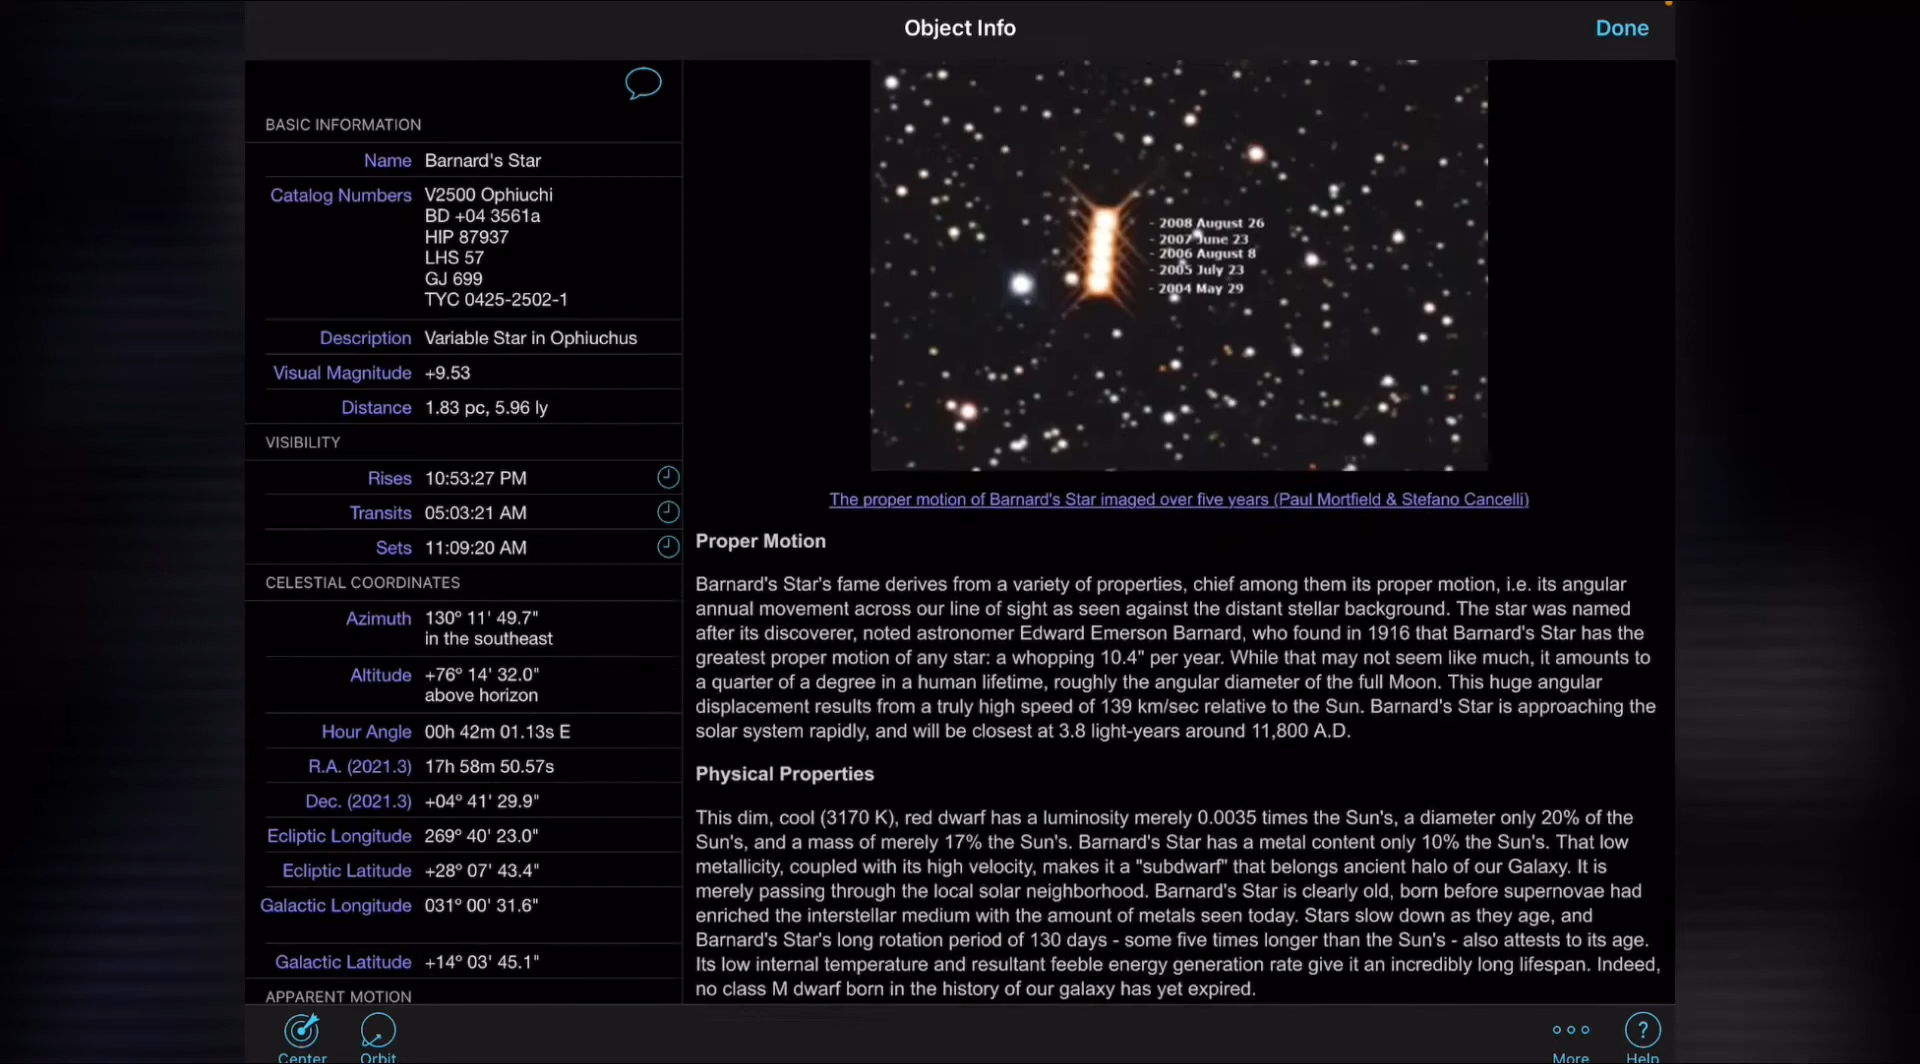 Object Info
Done
BASIC INFORMATION
Name Barnard's Star
Catalog Numbers V2500 Ophiuchi
BD +04 3561a
HIP 87937
LHS 57
GJ 699
TYC 0425-2502-1
Description Variable Star in Ophiuchus
Visual Magnitude +9.53
Distance 1.83 pc, 5.96 ly
VISIBILITY
Rises 10:53:27 PM
Transits 05:03:21 AM
Sets 11:09:20 AM
CELESTIAL COORDINATES
Azimuth 130º 11' 49.7"
in the southeast
Altitude +76º 14' 32.0"
above horizon
Hour Angle 00h 42m 01.13s E
R.A. (2021.3) 17h 58m 50.57s
Dec. (2021.3) +04º 41' 29.9"
Ecliptic Longitude 269º 40' 23.0"
Ecliptic Latitude +28º 07' 43.4"
Galactic Longitude 031º 00' 31.6"
Galactic Latitude +14º 03' 45.1"
APPARENT MOTION
- 2008 August 26
- 2007 June 23
- 2006 August 8
- 2005 July 23
- 2004 May 29
The proper motion of Barnard's Star imaged over five years (Paul Mortfield & Stefano Cancelli)
Proper Motion
Barnard's Star's fame derives from a variety of properties, chief among them its proper motion, i.e. its angular
annual movement across our line of sight as seen against the distant stellar background. The star was named
after its discoverer, noted astronomer Edward Emerson Barnard, who found in 1916 that Barnard's Star has the
greatest proper motion of any star: a whopping 10.4" per year. While that may not seem like much, it amounts to
a quarter of a degree in a human lifetime, roughly the angular diameter of the full Moon. This huge angular
displacement results from a truly high speed of 139 km/sec relative to the Sun. Barnard's Star is approaching the
solar system rapidly, and will be closest at 3.8 light-years around 11,800 A.D.
Physical Properties
This dim, cool (3170 K), red dwarf has a luminosity merely 0.0035 times the Sun's, a diameter only 20% of the
Sun's, and a mass of merely 17% the Sun's. Barnard's Star has a metal content only 10% the Sun's. That low
metallicity, coupled with its high velocity, makes it a "subdwarf" that belongs ancient halo of our Galaxy. It is
merely passing through the local solar neighborhood. Barnard's Star is clearly old, born before supernovae had
enriched the interstellar medium with the amount of metals seen today. Stars slow down as they age, and
Barnard's Star's long rotation period of 130 days - some five times longer than the Sun's - also attests to its age.
Its low internal temperature and resultant feeble energy generation rate give it an incredibly long lifespan. Indeed,
no class M dwarf born in the history of our galaxy has yet expired.
Center
Orbit
More
Help